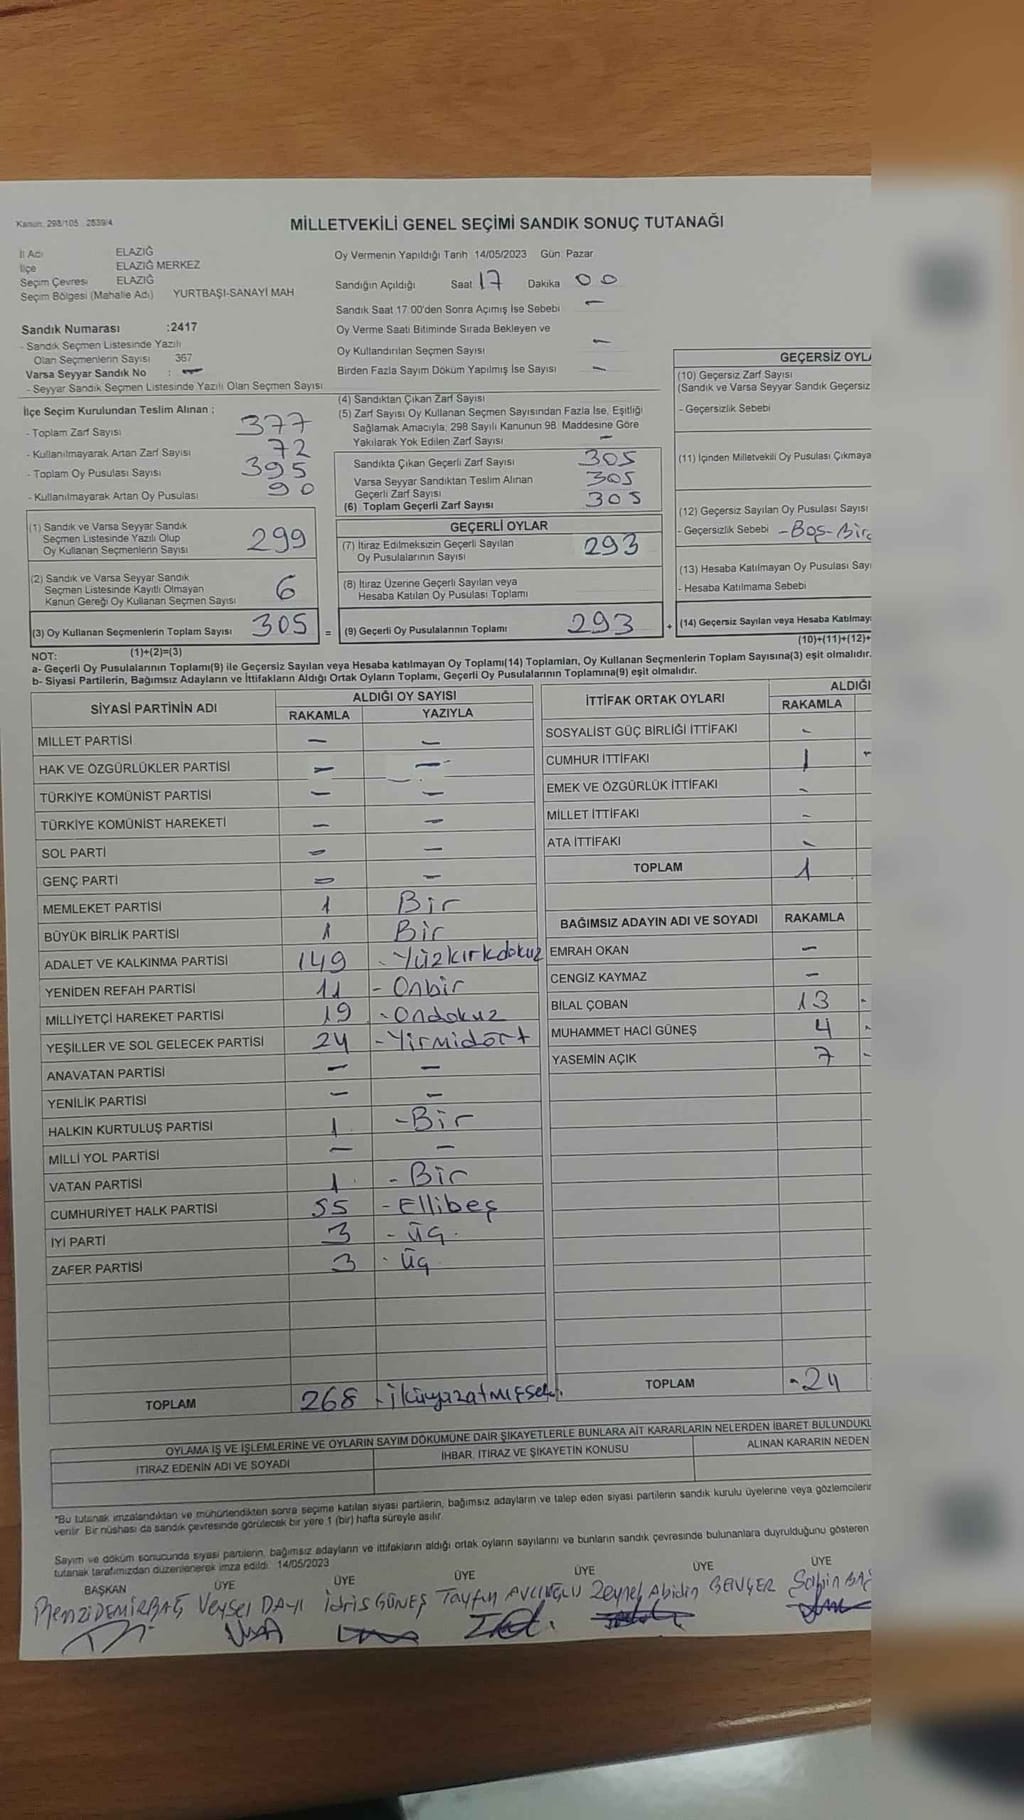 Kanun: 298/105 2839/4
MİLLETVEKİLİ GENEL SEÇİMİ SANDIK SONUÇ TUTANAĞI
İl Adı ELAZIĞ
İlçe ELAZIĞ MERKEZ
Seçim Çevresi ELAZIĞ
Seçim Bölgesi (Mahalle Adı) YURTBAŞI-SANAYİ MAH
Sandık Numarası :2417
- Sandık Seçmen Listesinde Yazılı
Olan Seçmenlerin Sayısı 367
Varsa Seyyar Sandık No : -
- Seyyar Sandık Seçmen Listesinde Yazılı Olan Seçmen Sayısı
Oy Vermenin Yapıldığı Tarih 14/05/2023 Gün: Pazar
Sandığın Açıldığı Saat 17 Dakika 00
Sandık Saat 17:00'den Sonra Açımış İse Sebebi -
Oy Verme Saati Bitiminde Sırada Bekleyen ve
Oy Kullandırılan Seçmen Sayısı -
Birden Fazla Sayım Döküm Yapılmış İse Sayısı -
İlçe Seçim Kurulundan Teslim Alınan ;
- Toplam Zarf Sayısı 377
- Kullanılmayarak Artan Zarf Sayısı 72
- Toplam Oy Pusulası Sayısı 395
- Kullanılmayarak Artan Oy Pusulası 90
(4) Sandıktan Çıkan Zarf Sayısı
(5) Zarf Sayısı Oy Kullanan Seçmen Sayısından Fazla İse, Eşitliği
Sağlamak Amacıyla, 298 Sayılı Kanunun 98. Maddesine Göre
Yakılarak Yok Edilen Zarf Sayısı -
Sandıkta Çıkan Geçerli Zarf Sayısı 305
Varsa Seyyar Sandıktan Teslim Alınan
Geçerli Zarf Sayısı 305
(6) Toplam Geçerli Zarf Sayısı 305
GEÇERSİZ OYLA
(10) Geçersiz Zarf Sayısı
(Sandık ve Varsa Seyyar Sandık Geçersiz
- Geçersizlik Sebebi
(11) İçinden Milletvekili Oy Pusulası Çıkmaya
(12) Geçersiz Sayılan Oy Pusulası Sayısı
- Geçersizlik Sebebi -Boş-Bir
(13) Hesaba Katılmayan Oy Pusulası Sayı
- Hesaba Katılmama Sebebi
(14) Geçersiz Sayılan veya Hesaba Katılmay
(10)+(11)+(12)+
(1) Sandık ve Varsa Seyyar Sandık
Seçmen Listesinde Yazılı Olup
Oy Kullanan Seçmenlerin Sayısı 299
(2) Sandık ve Varsa Seyyar Sandık
Seçmen Listesinde Kayıtlı Olmayan
Kanun Gereği Oy Kullanan Seçmen Sayısı 6
(3) Oy Kullanan Seçmenlerin Toplam Sayısı 305 =
(1)+(2)=(3)
GEÇERLİ OYLAR
(7) İtiraz Edilmeksizin Geçerli Sayılan
Oy Pusulalarının Sayısı 293
(8) İtiraz Üzerine Geçerli Sayılan veya
Hesaba Katılan Oy Pusulası Toplamı
(9) Geçerli Oy Pusulalarının Toplamı 293 +
NOT:
a- Geçerli Oy Pusulalarının Toplamı(9) ile Geçersiz Sayılan veya Hesaba katılmayan Oy Toplamı(14) Toplamları, Oy Kullanan Seçmenlerin Toplam Sayısına(3) eşit olmalıdır.
b- Siyasi Partilerin, Bağımsız Adayların ve İttifakların Aldığı Ortak Oyların Toplamı, Geçerli Oy Pusulalarının Toplamına(9) eşit olmalıdır.
SİYASİ PARTİNİN ADI ALDIĞI OY SAYISI
RAKAMLA YAZIYLA
MİLLET PARTİSİ - -
HAK VE ÖZGÜRLÜKLER PARTİSİ - -
TÜRKİYE KOMÜNİST PARTİSİ - -
TÜRKİYE KOMÜNİST HAREKETİ - -
SOL PARTİ - -
GENÇ PARTİ - -
MEMLEKET PARTİSİ 1 Bir
BÜYÜK BİRLİK PARTİSİ 1 Bir
ADALET VE KALKINMA PARTİSİ 149 - Yüzkırkdokuz
YENİDEN REFAH PARTİSİ 11 - Onbir
MİLLİYETÇİ HAREKET PARTİSİ 19 - Ondokuz
YEŞİLLER VE SOL GELECEK PARTİSİ 24 - Yirmidört
ANAVATAN PARTİSİ - -
YENİLİK PARTİSİ - -
HALKIN KURTULUŞ PARTİSİ 1 - Bir
MİLLİ YOL PARTİSİ - -
VATAN PARTİSİ 1 - Bir
CUMHURİYET HALK PARTİSİ 55 - Ellibeş
İYİ PARTİ 3 - Üç
ZAFER PARTİSİ 3 - Üç
TOPLAM 268
İTTİFAK ORTAK OYLARI ALDIĞI
RAKAMLA
SOSYALİST GÜÇ BİRLİĞİ İTTİFAKI -
CUMHUR İTTİFAKI 1 -
EMEK VE ÖZGÜRLÜK İTTİFAKI -
MİLLET İTTİFAKI -
ATA İTTİFAKI -
TOPLAM 1
BAĞIMSIZ ADAYIN ADI VE SOYADI RAKAMLA
EMRAH OKAN -
CENGİZ KAYMAZ -
BİLAL ÇOBAN 13 -
MUHAMMET HACI GÜNEŞ 4 -
YASEMİN AÇIK 7 -
TOPLAM -24
OYLAMA İŞ VE İŞLEMLERİNE VE OYLARIN SAYIM DÖKÜMÜNE DAİR ŞİKAYETLERLE BUNLARA AİT KARARLARIN NELERDEN İBARET BULUNDUKL
İTİRAZ EDENİN ADI VE SOYADI İHBAR, İTİRAZ VE ŞİKAYETİN KONUSU ALINAN KARARIN NEDEN
*Bu tutanak imzalandıktan ve mühürlendikten sonra seçime katılan siyasi partilerin, bağımsız adayların ve talep eden siyasi partilerin sandık kurulu üyelerine veya gözlemcilerin
verilir. Bir nüshası da sandık çevresinde görülecek bir yere 1 (bir) hafta süreyle asılır.
Sayım ve döküm sonucunda siyasi partilerin, bağımsız adayların ve ittifakların aldığı ortak oyların sayılarını ve bunların sandık çevresinde bulunanlara duyrulduğunu gösteren
tutanak tarafımızdan düzenlenerek imza edildi. 14/05/2023
BAŞKAN ÜYE ÜYE ÜYE ÜYE ÜYE ÜYE
DEMİRBAŞ Veysel DAYI İdris GÜNEŞ Tayfun Zeynel Abidin GENÇER Şahin